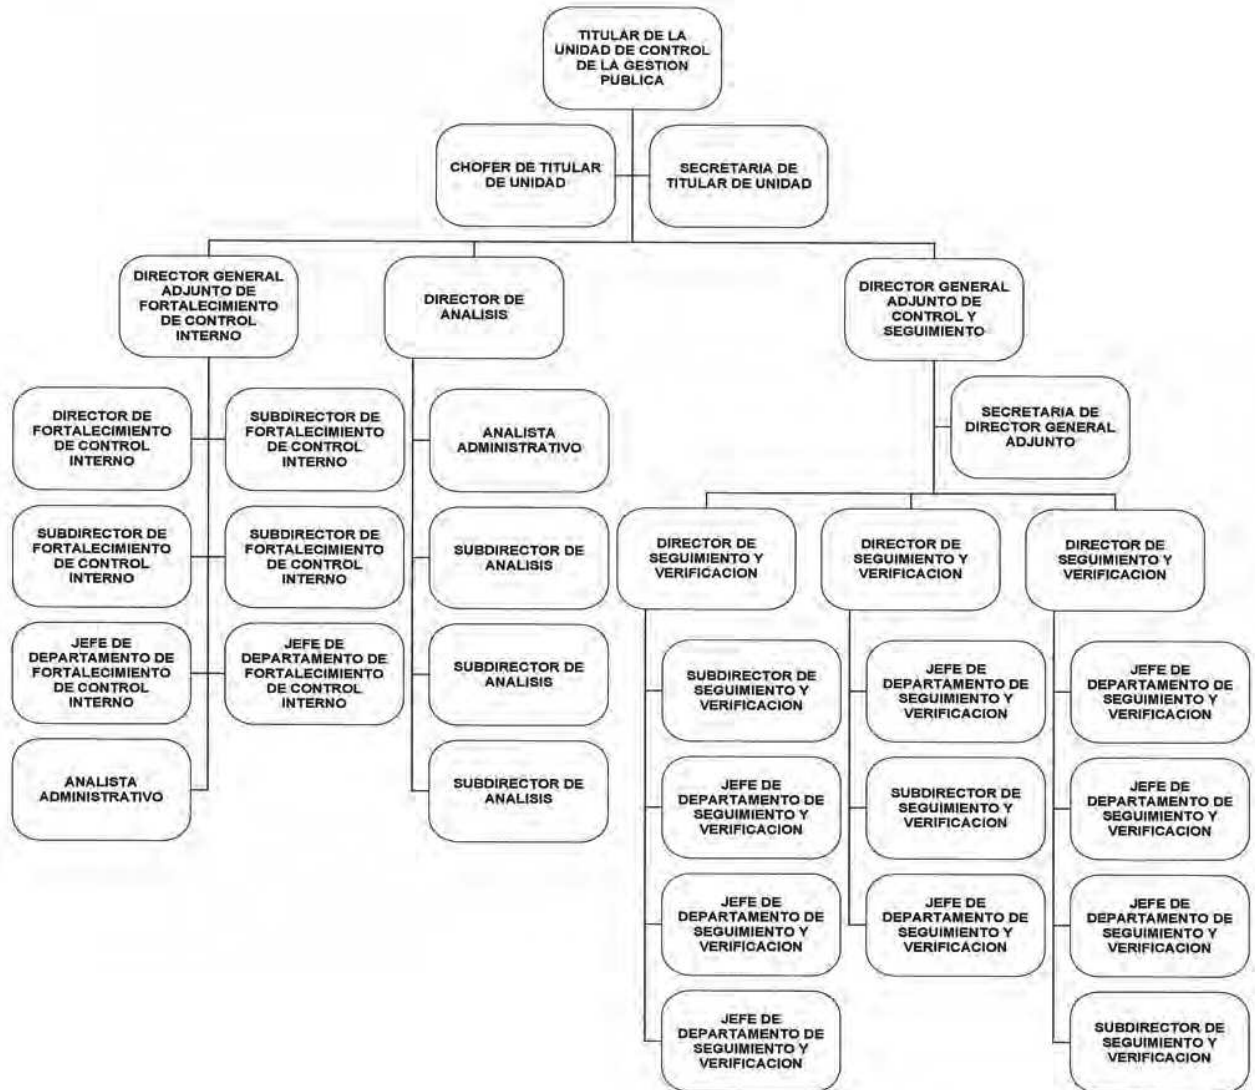 TITULAR DE LA
UNIDAD DE CONTROL
DE LA GESTION
PUBLICA
CHOFER DE TITULAR
DE UNIDAD
SECRETARIA DE
TITULAR DE UNIDAD
DIRECTOR GENERAL
ADJUNTO DE
FORTALECIMIENTO
DE CONTROL
INTERNO
DIRECTOR DE
ANALISIS
DIRECTOR GENERAL
ADJUNTO DE
CONTROL Y
SEGUIMIENTO
DIRECTOR DE
FORTALECIMIENTO
DE CONTROL
INTERNO
SUBDIRECTOR DE
FORTALECIMIENTO
DE CONTROL
INTERNO
ANALISTA
ADMINISTRATIVO
SECRETARIA DE
DIRECTOR GENERAL
ADJUNTO
SUBDIRECTOR DE
FORTALECIMIENTO
DE CONTROL
INTERNO
SUBDIRECTOR DE
FORTALECIMIENTO
DE CONTROL
INTERNO
SUBDIRECTOR DE
ANALISIS
DIRECTOR DE
SEGUIMIENTO Y
VERIFICACION
DIRECTOR DE
SEGUIMIENTO Y
VERIFICACION
DIRECTOR DE
SEGUIMIENTO Y
VERIFICACION
JEFE DE
DEPARTAMENTO DE
FORTALECIMIENTO
DE CONTROL
INTERNO
JEFE DE
DEPARTAMENTO DE
FORTALECIMIENTO
DE CONTROL
INTERNO
SUBDIRECTOR DE
ANALISIS
SUBDIRECTOR DE
SEGUIMIENTO Y
VERIFICACION
JEFE DE
DEPARTAMENTO DE
SEGUIMIENTO Y
VERIFICACION
JEFE DE
DEPARTAMENTO DE
SEGUIMIENTO Y
VERIFICACION
ANALISTA
ADMINISTRATIVO
SUBDIRECTOR DE
ANALISIS
JEFE DE
DEPARTAMENTO DE
SEGUIMIENTO Y
VERIFICACION
SUBDIRECTOR DE
SEGUIMIENTO Y
VERIFICACION
JEFE DE
DEPARTAMENTO DE
SEGUIMIENTO Y
VERIFICACION
JEFE DE
DEPARTAMENTO DE
SEGUIMIENTO Y
VERIFICACION
JEFE DE
DEPARTAMENTO DE
SEGUIMIENTO Y
VERIFICACION
JEFE DE
DEPARTAMENTO DE
SEGUIMIENTO Y
VERIFICACION
JEFE DE
DEPARTAMENTO DE
SEGUIMIENTO Y
VERIFICACION
SUBDIRECTOR DE
SEGUIMIENTO Y
VERIFICACION